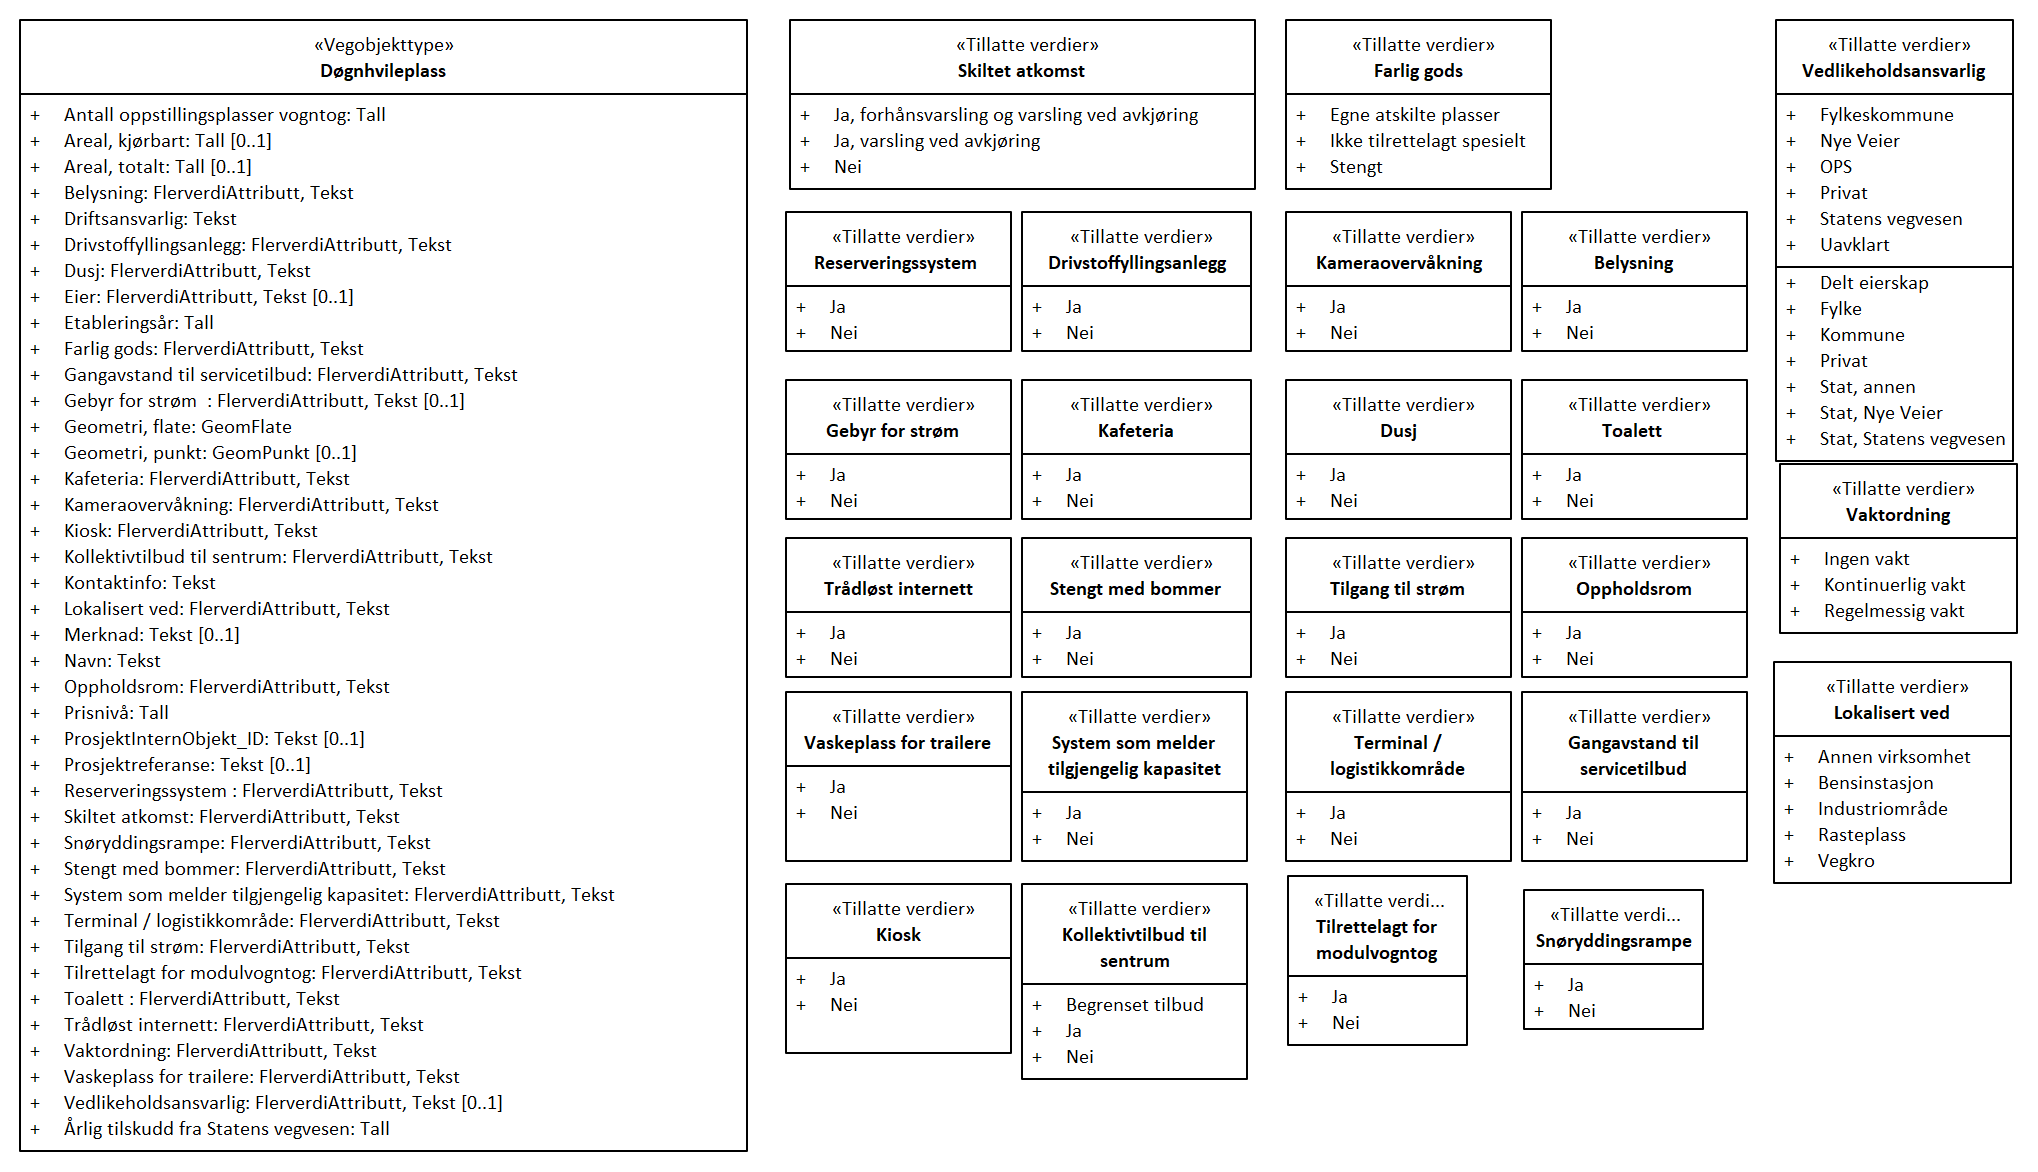 «Vegobjekttype»
Døgnhvileplass
+ Antall oppstillingsplasser vogntog: Tall
+ Areal, kjørbart: Tall [0..1]
+ Areal, totalt: Tall [0..1]
+ Belysning: FlerverdiAttributt, Tekst
+ Driftsansvarlig: Tekst
+ Drivstoffyllingsanlegg: FlerverdiAttributt, Tekst
+ Dusj: FlerverdiAttributt, Tekst
+ Eier: FlerverdiAttributt, Tekst [0..1]
+ Etableringsår: Tall
+ Farlig gods: FlerverdiAttributt, Tekst
+ Gangavstand til servicetilbud: FlerverdiAttributt, Tekst
+ Gebyr for strøm  : FlerverdiAttributt, Tekst [0..1]
+ Geometri, flate: GeomFlate
+ Geometri, punkt: GeomPunkt [0..1]
+ Kafeteria: FlerverdiAttributt, Tekst
+ Kameraovervåkning: FlerverdiAttributt, Tekst
+ Kiosk: FlerverdiAttributt, Tekst
+ Kollektivtilbud til sentrum: FlerverdiAttributt, Tekst
+ Kontaktinfo: Tekst
+ Lokalisert ved: FlerverdiAttributt, Tekst
+ Merknad: Tekst [0..1]
+ Navn: Tekst
+ Oppholdsrom: FlerverdiAttributt, Tekst
+ Prisnivå: Tall
+ ProsjektInternObjekt_ID: Tekst [0..1]
+ Prosjektreferanse: Tekst [0..1]
+ Reserveringssystem : FlerverdiAttributt, Tekst
+ Skiltet atkomst: FlerverdiAttributt, Tekst
+ Snøryddingsrampe: FlerverdiAttributt, Tekst
+ Stengt med bommer: FlerverdiAttributt, Tekst
+ System som melder tilgjengelig kapasitet: FlerverdiAttributt, Tekst
+ Terminal / logistikkområde: FlerverdiAttributt, Tekst
+ Tilgang til strøm: FlerverdiAttributt, Tekst
+ Tilrettelagt for modulvogntog: FlerverdiAttributt, Tekst
+ Toalett : FlerverdiAttributt, Tekst
+ Trådløst internett: FlerverdiAttributt, Tekst
+ Vaktordning: FlerverdiAttributt, Tekst
+ Vaskeplass for trailere: FlerverdiAttributt, Tekst
+ Vedlikeholdsansvarlig: FlerverdiAttributt, Tekst [0..1]
+ Årlig tilskudd fra Statens vegvesen: Tall
«Tillatte verdier»
Skiltet atkomst
+ Ja, forhånsvarsling og varsling ved avkjøring
+ Ja, varsling ved avkjøring
+ Nei
«Tillatte verdier»
Farlig gods
+ Egne atskilte plasser
+ Ikke tilrettelagt spesielt
+ Stengt
«Tillatte verdier»
Vedlikeholdsansvarlig
+ Fylkeskommune
+ Nye Veier
+ OPS
+ Privat
+ Statens vegvesen
+ Uavklart
+ Delt eierskap
+ Fylke
+ Kommune
+ Privat
+ Stat, annen
+ Stat, Nye Veier
+ Stat, Statens vegvesen
«Tillatte verdier»
Reserveringssystem
+ Ja
+ Nei
«Tillatte verdier»
Drivstoffyllingsanlegg
+ Ja
+ Nei
«Tillatte verdier»
Kameraovervåkning
+ Ja
+ Nei
«Tillatte verdier»
Belysning
+ Ja
+ Nei
«Tillatte verdier»
Gebyr for strøm
+ Ja
+ Nei
«Tillatte verdier»
Kafeteria
+ Ja
+ Nei
«Tillatte verdier»
Dusj
+ Ja
+ Nei
«Tillatte verdier»
Toalett
+ Ja
+ Nei
«Tillatte verdier»
Vaktordning
+ Ingen vakt
+ Kontinuerlig vakt
+ Regelmessig vakt
«Tillatte verdier»
Trådløst internett
+ Ja
+ Nei
«Tillatte verdier»
Stengt med bommer
+ Ja
+ Nei
«Tillatte verdier»
Tilgang til strøm
+ Ja
+ Nei
«Tillatte verdier»
Oppholdsrom
+ Ja
+ Nei
«Tillatte verdier»
Lokalisert ved
+ Annen virksomhet
+ Bensinstasjon
+ Industriområde
+ Rasteplass
+ Vegkro
«Tillatte verdier»
Vaskeplass for trailere
+ Ja
+ Nei
«Tillatte verdier»
System som melder
tilgjengelig kapasitet
+ Ja
+ Nei
«Tillatte verdier»
Terminal /
logistikkområde
+ Ja
+ Nei
«Tillatte verdier»
Gangavstand til
servicetilbud
+ Ja
+ Nei
«Tillatte verdier»
Kiosk
+ Ja
+ Nei
«Tillatte verdier»
Kollektivtilbud til
sentrum
+ Begrenset tilbud
+ Ja
+ Nei
«Tillatte verdi...
Tilrettelagt for
modulvogntog
+ Ja
+ Nei
«Tillatte verdi...
Snøryddingsrampe
+ Ja
+ Nei